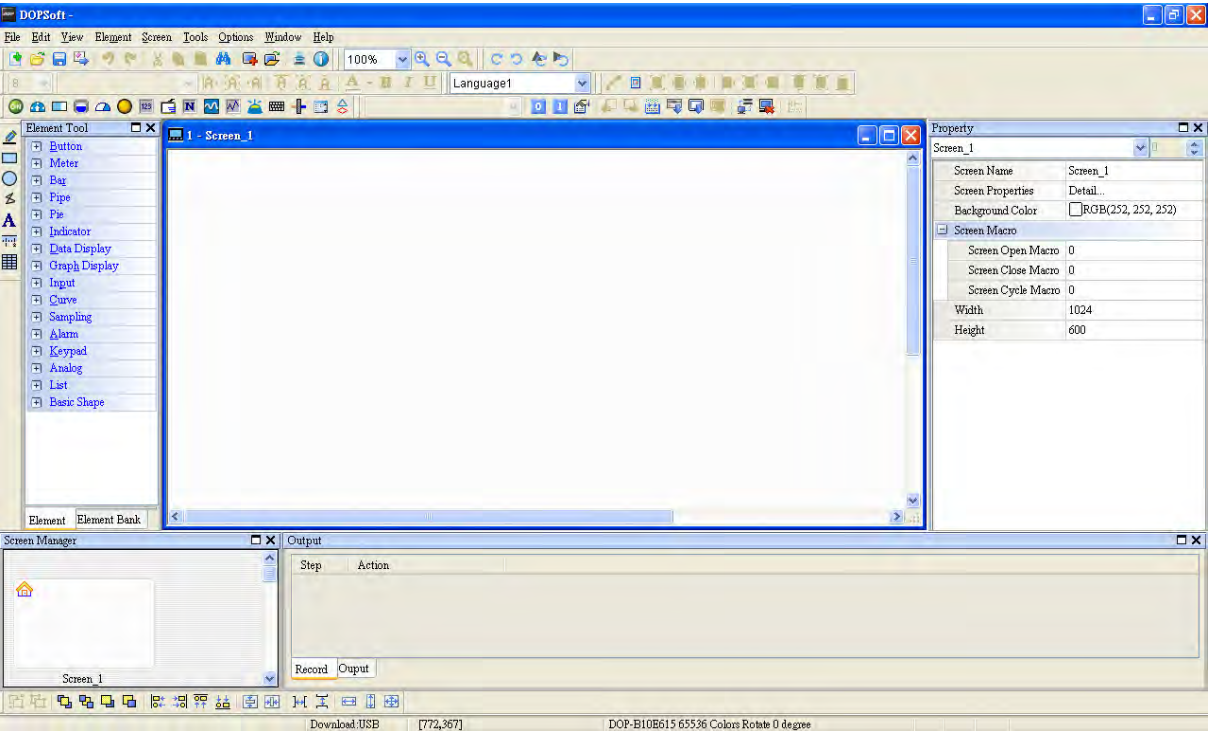 DOPSoft -
File Edit View Element Screen Tools Options Window Help
100%
8
Language1
Element Tool
Button
Meter
Bar
Pipe
Pie
Indicator
Data Display
Graph Display
Input
Curve
Sampling
Alarm
Keypad
Analog
List
Basic Shape
Element Element Bank
1 - Screen_1
Property
Screen_1 0
Screen Name Screen_1
Screen Properties Detail...
Background Color RGB(252, 252, 252)
Screen Macro
Screen Open Macro 0
Screen Close Macro 0
Screen Cycle Macro 0
Width 1024
Height 600
Screen Manager
Screen_1
Output
Step Action
Record Ouput
Download:USB [772,367] DOP-B10E615 65536 Colors Rotate 0 degree